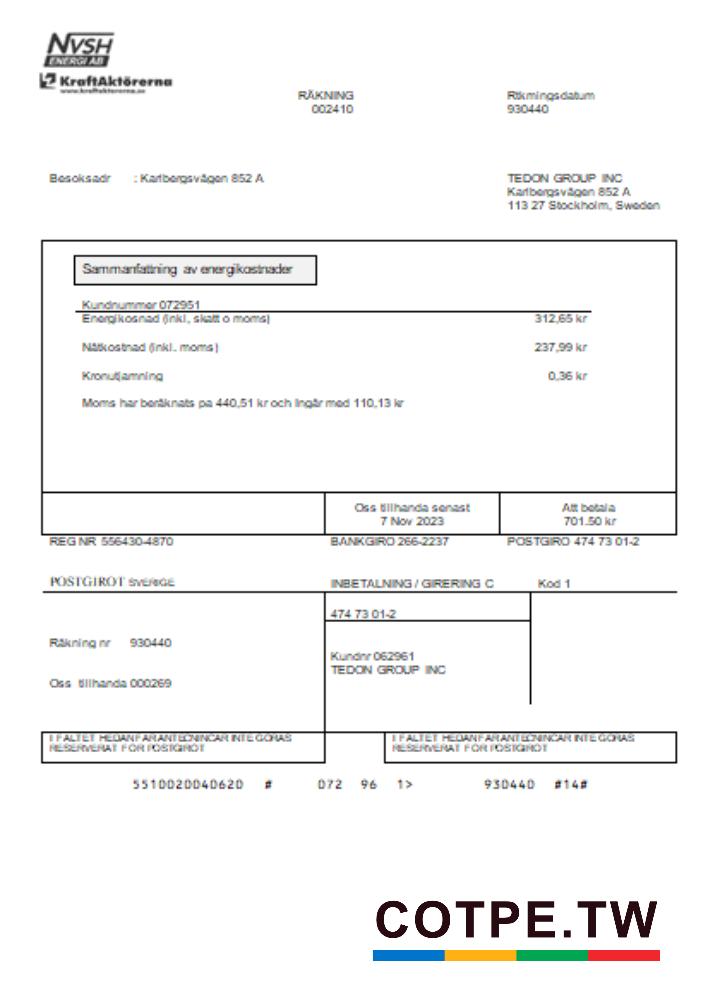 NVSH
ENERGI AB
KraftAktörerna
www.kraftaktorerna.se
RÄKNING
002410
Rtkmingsdatum
930440
Besoksadr : Karlbergsvägen 852 A
TEDON GROUP INC
Karlbergsvägen 852 A
113 27 Stockholm, Sweden
Sammanfattning av energikostnader
Kundnummer 072951
Energikosnad (inkl, skatt o moms) 312,65 kr
Nätkostnad (inkl. moms) 237,99 kr
Kronutjamning 0,36 kr
Moms har beräknats pa 440,51 kr och Ingår med 110,13 kr
Oss tillhanda senast
7 Nov 2023
Att betala
701.50 kr
REG NR 556430-4870 BANKGIRO 266-2237 POSTGIRO 474 73 01-2
POSTGIROT SVERIGE INBETALNING / GIRERING C Kod 1
474 73 01-2
Räkning nr 930440
Kundnr 062961
TEDON GROUP INC
Oss tillhanda 000269
I FALTET HEDANFAR ANTECNINCAR INTE GORAS
RESERVERAT FOR POSTGIROT
I FALTET HEDANFAR ANTECNINCAR INTE GORAS
RESERVERAT FOR POSTGIROT
5510020040620 # 072 96 1> 930440 #14#
COTPE.TW